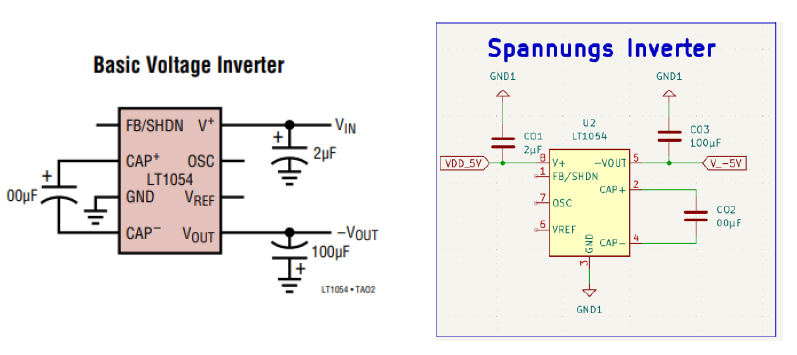 Basic Voltage Inverter
FB/SHDN V+
VIN
+
2µF
CAP+ OSC
+
LT1054
00µF
GND VREF
CAP− VOUT
−VOUT
100µF
+
LT1054 • TA02
Spannungs Inverter
GND1 GND1
U2
LT1054
CO1
2µF
CO3
100µF
VDD_5V
8 V+ -VOUT 5
V_-5V
1 FB/SHDN
CAP+ 2
7 OSC
CO2
00µF
6 VREF
GND
CAP- 4
3
GND1